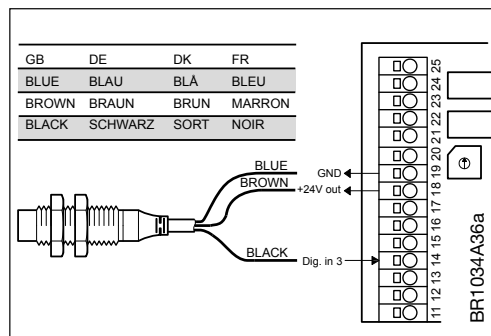 GB DE DK FR
BLUE BLAU BLÅ BLEU
BROWN BRAUN BRUN MARRON
BLACK SCHWARZ SORT NOIR
BLUE
BROWN
BLACK
GND
+24V out
Dig. in 3
25
24
23
22
21
20
19
18
17
16
15
14
13
12
11
BR1034A36a